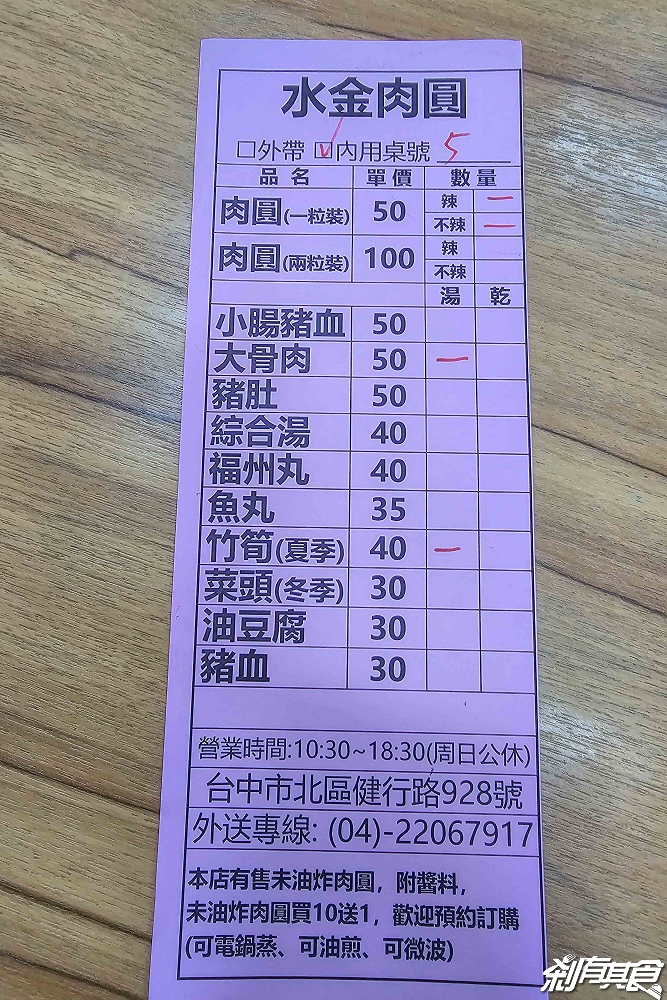 水金肉圓
□外帶 ☑內用桌號 5
品名 單價 數量
肉圓(一粒裝) 50 辣 一
不辣 一
肉圓(兩粒裝) 100 辣
不辣
湯 乾
小腸豬血 50
大骨肉 50 一
豬肚 50
綜合湯 40
福州丸 40
魚丸 35
竹筍(夏季) 40 一
菜頭(冬季) 30
油豆腐 30
豬血 30
營業時間:10:30~18:30(周日公休)
台中市北區健行路928號
外送專線: (04)-22067917
本店有售未油炸肉圓，附醬料，
未油炸肉圓買10送1，歡迎預約訂購
(可電鍋蒸、可油煎、可微波)
剎有其食